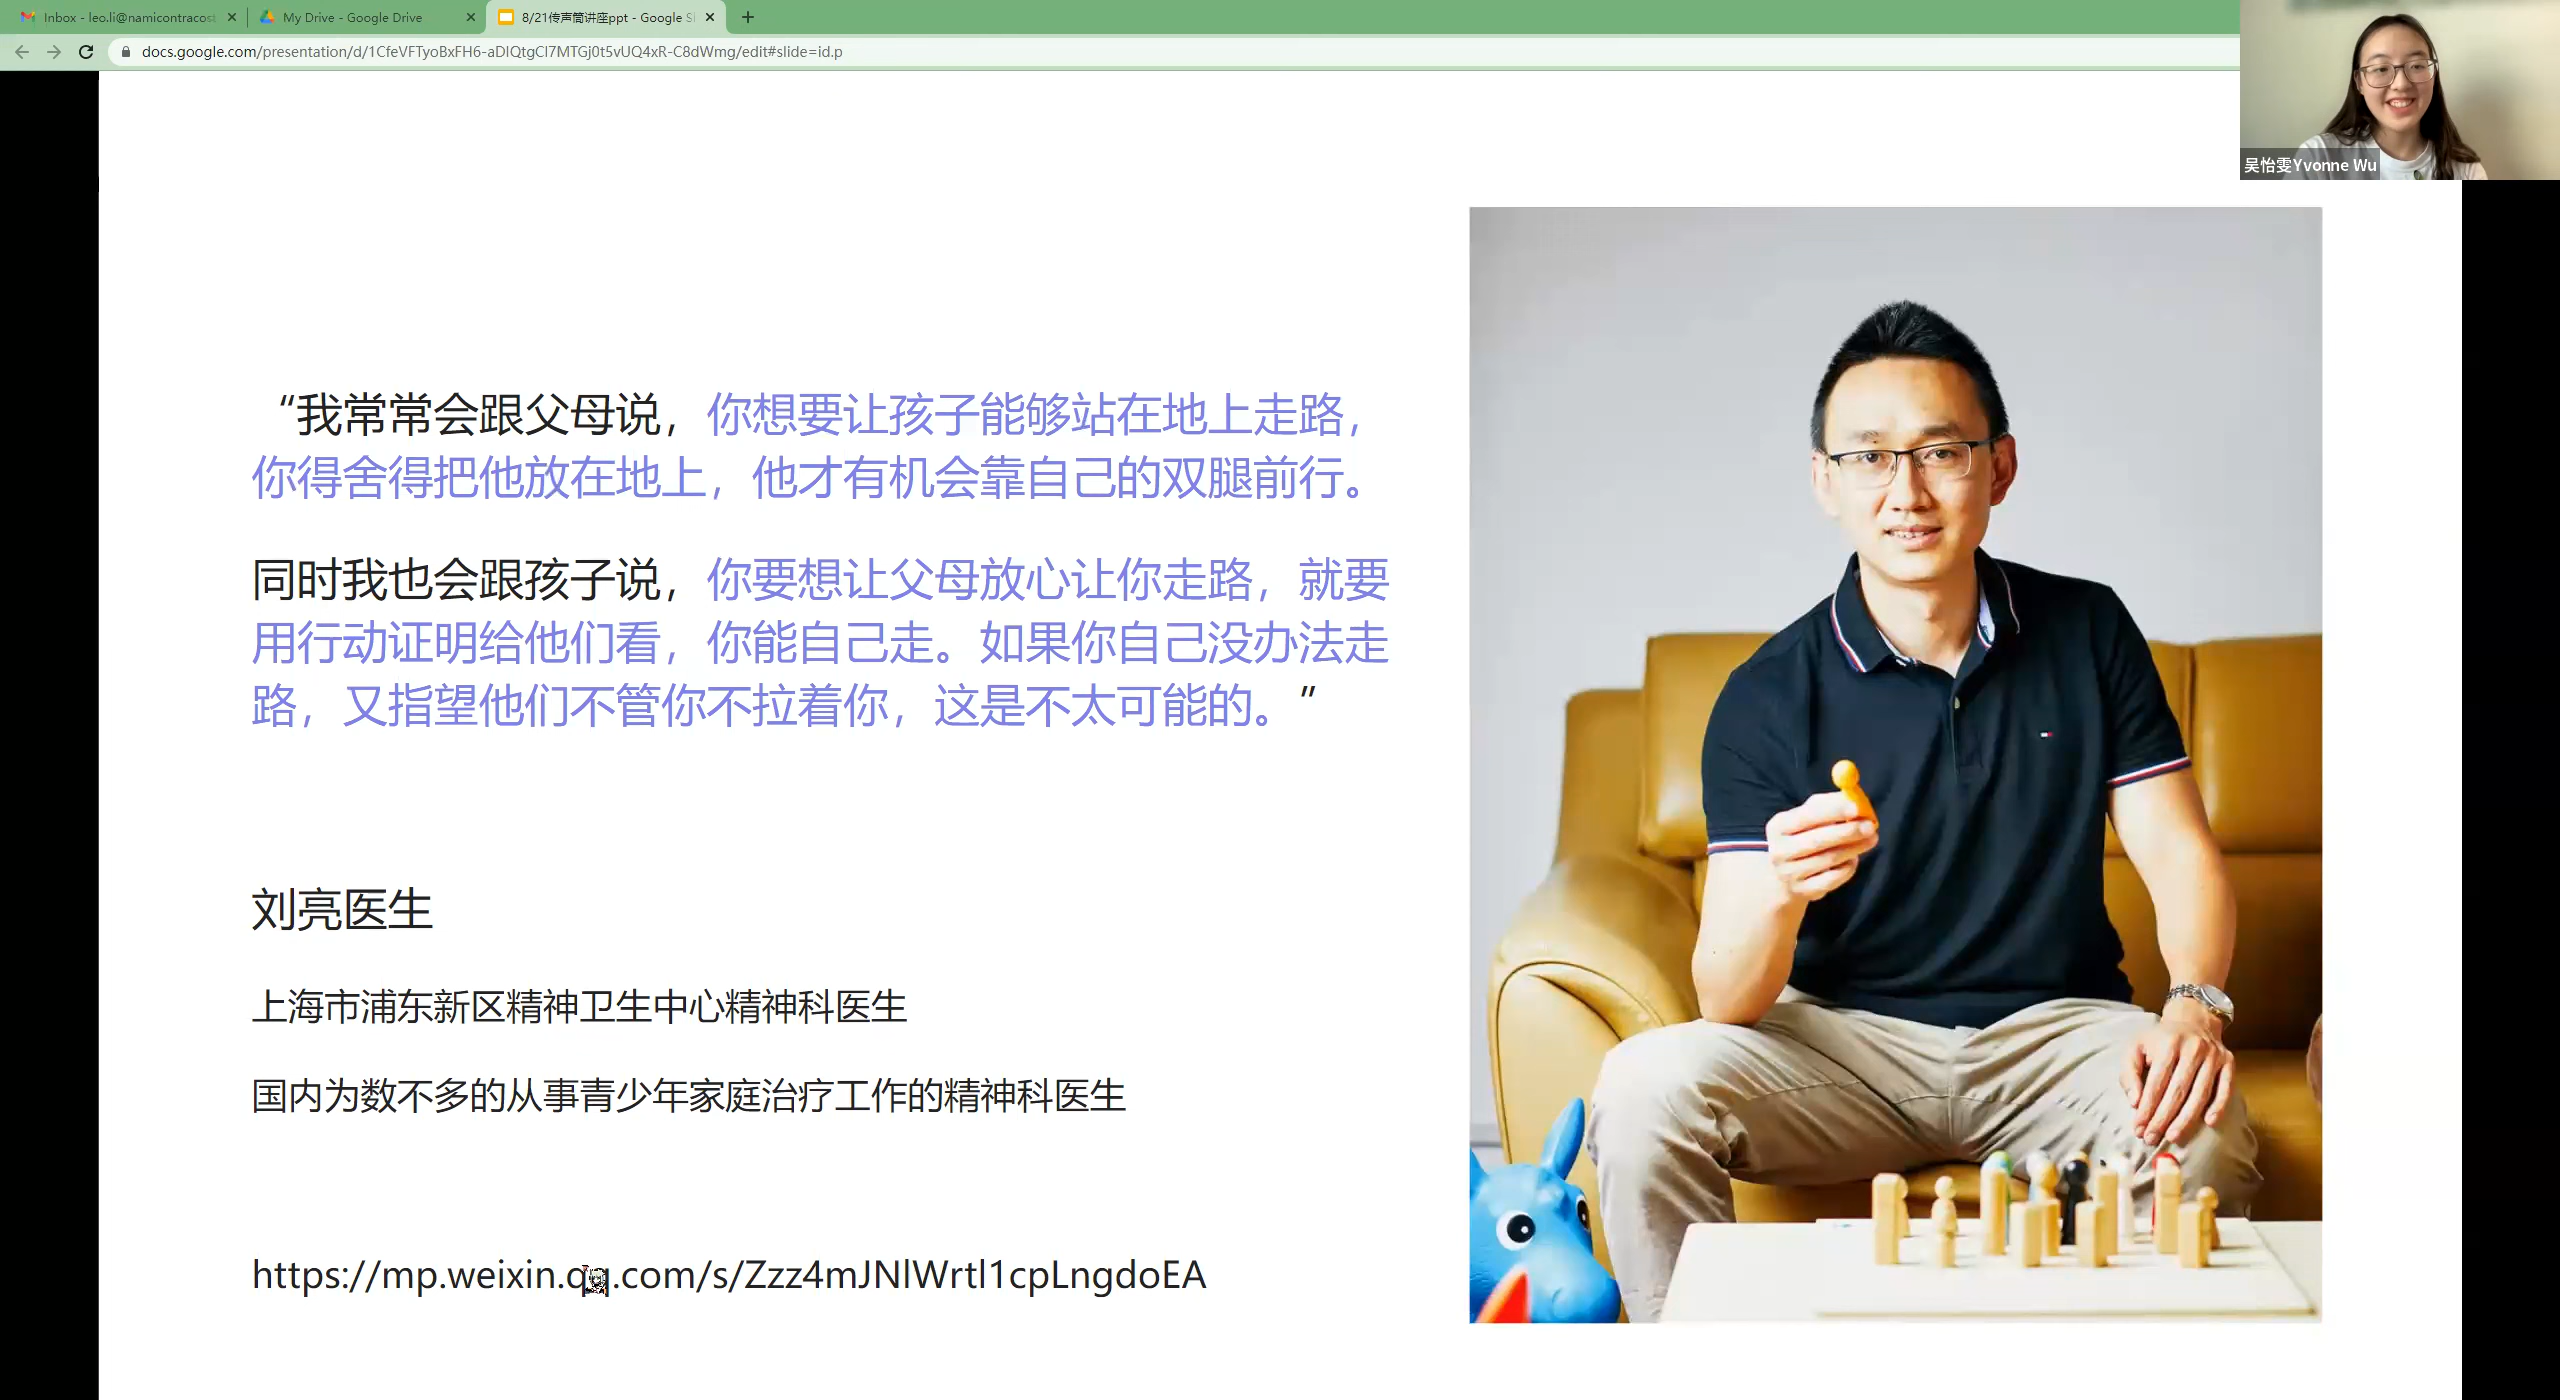 Inbox - leo.li@namicontracost
My Drive - Google Drive
8/21传声筒讲座ppt - Google Sl
docs.google.com/presentation/d/1CfeVFTyoBxFH6-aDIQtgCl7MTGj0t5vUQ4xR-C8dWmg/edit#slide=id.p
吴怡雯Yvonne Wu
“我常常会跟父母说，你想要让孩子能够站在地上走路，
你得舍得把他放在地上，他才有机会靠自己的双腿前行。
同时我也会跟孩子说，你要想让父母放心让你走路，就要
用行动证明给他们看，你能自己走。如果你自己没办法走
路，又指望他们不管你不拉着你，这是不太可能的。”
刘亮医生
上海市浦东新区精神卫生中心精神科医生
国内为数不多的从事青少年家庭治疗工作的精神科医生
https://mp.weixin.qq.com/s/Zzz4mJNlWrtl1cpLngdoEA